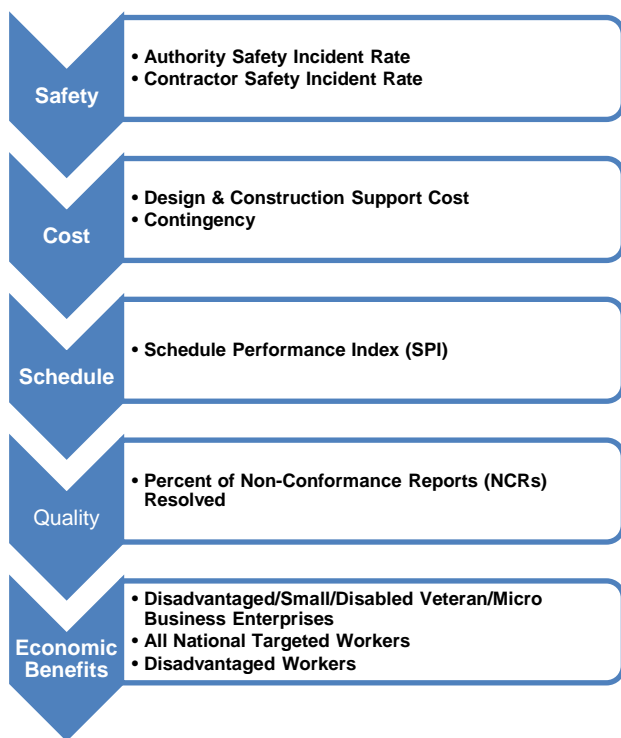 Safety
• Authority Safety Incident Rate
• Contractor Safety Incident Rate
Cost
• Design & Construction Support Cost
• Contingency
Schedule
• Schedule Performance Index (SPI)
Quality
• Percent of Non-Conformance Reports (NCRs)
Resolved
Economic
Benefits
• Disadvantaged/Small/Disabled Veteran/Micro
Business Enterprises
• All National Targeted Workers
• Disadvantaged Workers